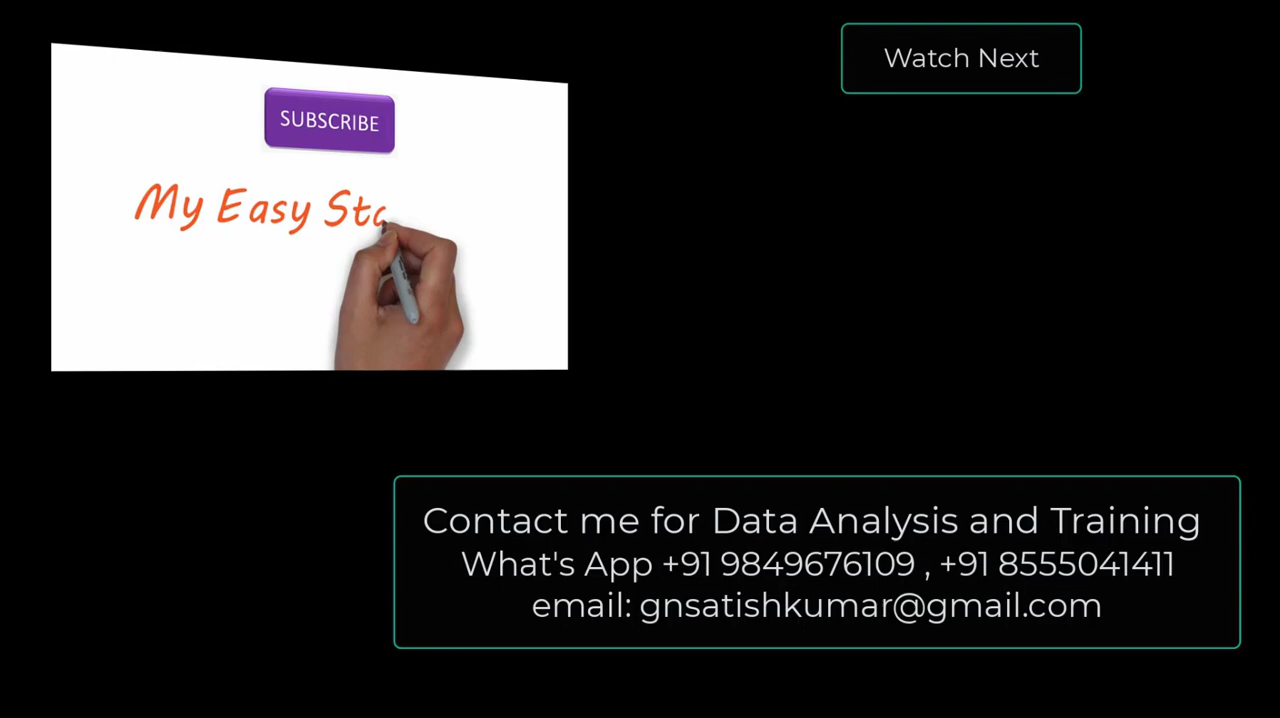 SUBSCRIBE
My Easy Sta
Watch Next
Contact me for Data Analysis and Training
What's App +91 9849676109 , +91 8555041411
email: gnsatishkumar@gmail.com